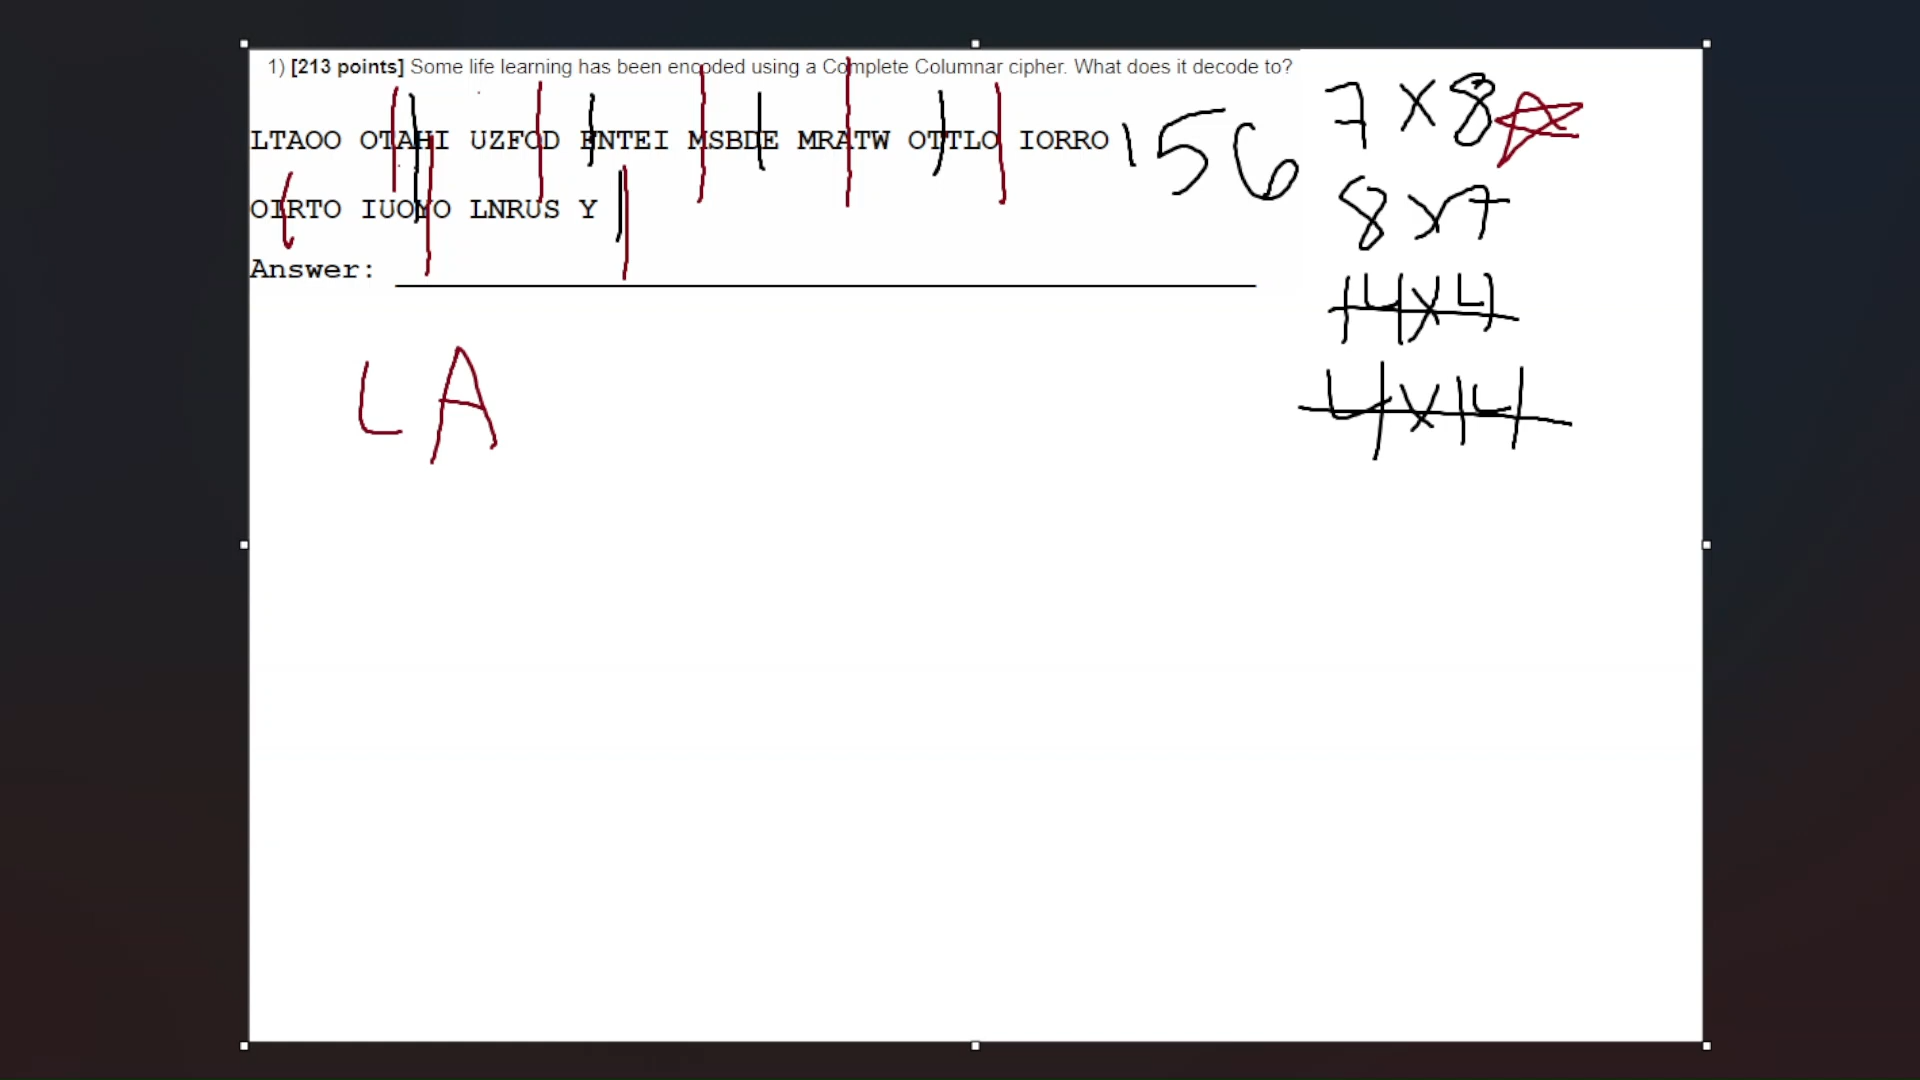 1) [213 points] Some life learning has been encoded using a Complete Columnar cipher. What does it decode to?
LTAOO OTAHI UZFOD ENTEI MSBDE MRATW OTTLO IORRO
OIRTO IUOYO LNRUS Y
Answer:
156
7 x 8
8 x 7
14 x 4
4 x 14
L A